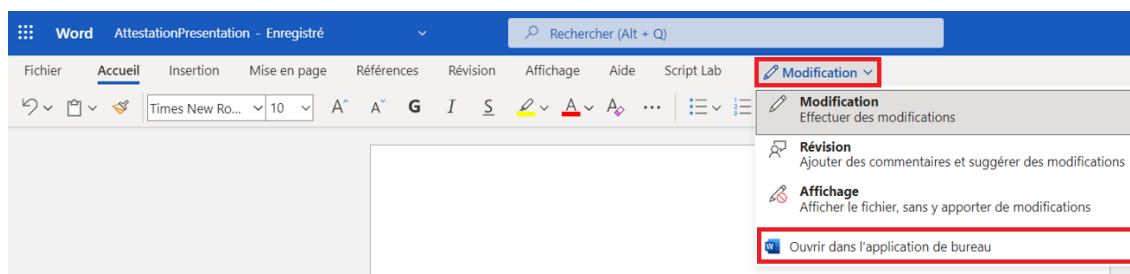 Word AttestationPresentation - Enregistré Rechercher (Alt + Q)
Fichier Accueil Insertion Mise en page Références Révision Affichage Aide Script Lab Modification
Times New Ro... 10 A A G I S A A ...
Modification
Effectuer des modifications
Révision
Ajouter des commentaires et suggérer des modifications
Affichage
Afficher le fichier, sans y apporter de modifications
Ouvrir dans l'application de bureau